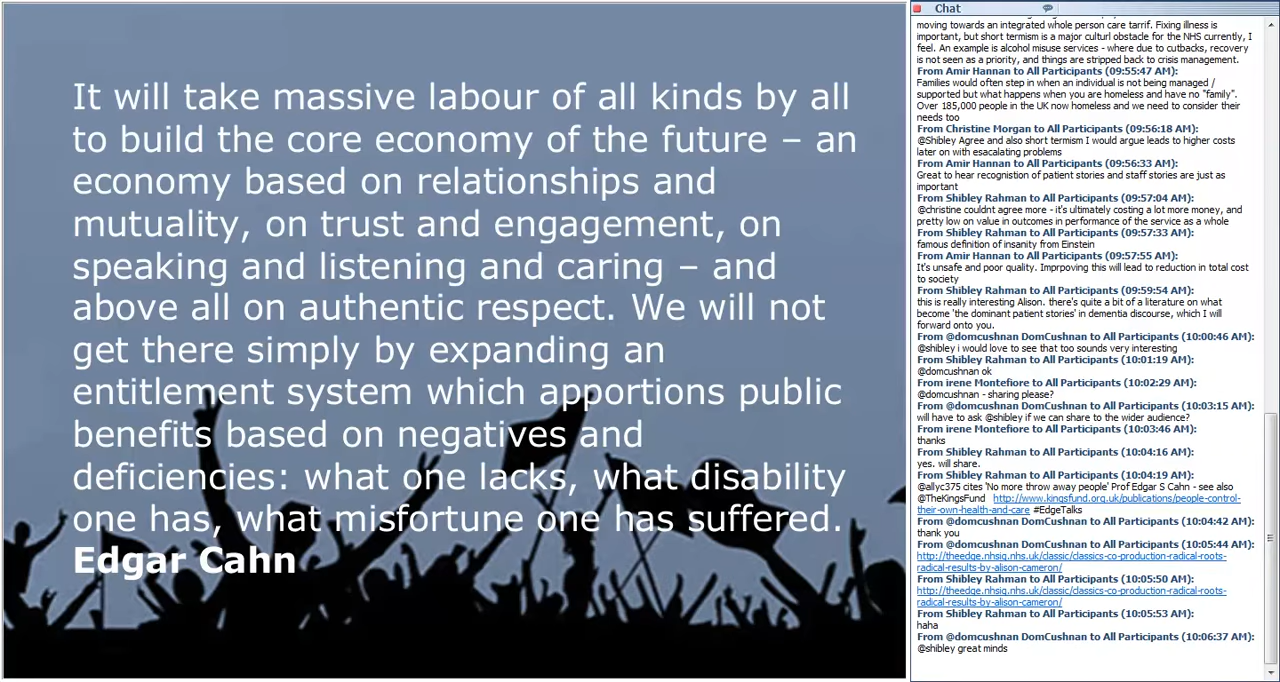 It will take massive labour of all kinds by all
to build the core economy of the future – an
economy based on relationships and
mutuality, on trust and engagement, on
speaking and listening and caring – and
above all on authentic respect. We will not
get there simply by expanding an
entitlement system which apportions public
benefits based on negatives and
deficiencies: what one lacks, what disability
one has, what misfortune one has suffered.
Edgar Cahn
Chat
moving towards an integrated whole person care tarrif. Fixing illness is
important, but short termism is a major culturl obstacle for the NHS currently, I
feel. An example is alcohol misuse services - where due to cutbacks, recovery
is not seen as a priority, and things are stripped back to crisis management.
From Amir Hannan to All Participants (09:55:47 AM):
Families would often step in when an individual is not being managed /
supported but what happens when you are homeless and have no "family".
Over 185,000 people in the UK now homeless and we need to consider their
needs too
From Christine Morgan to All Participants (09:56:18 AM):
@Shibley Agree and also short termism I would argue leads to higher costs
later on with esacalating problems
From Amir Hannan to All Participants (09:56:33 AM):
Great to hear recognistion of patient stories and staff stories are just as
important
From Shibley Rahman to All Participants (09:57:04 AM):
@christine couldnt agree more - it's ultimately costing a lot more money, and
pretty low on value in outcomes in performance of the service as a whole
From Shibley Rahman to All Participants (09:57:33 AM):
famous definition of insanity from Einstein
From Amir Hannan to All Participants (09:57:55 AM):
It's unsafe and poor quality. Imprpoving this will lead to reduction in total cost
to society
From Shibley Rahman to All Participants (09:59:54 AM):
this is really interesting Alison. there's quite a bit of a literature on what
become 'the dominant patient stories' in dementia discourse, which I will
forward onto you.
From @domcushnan DomCushnan to All Participants (10:00:46 AM):
@shibley i would love to see that too sounds very interesting
From Shibley Rahman to All Participants (10:01:19 AM):
@domcushnan ok
From irene Montefiore to All Participants (10:02:29 AM):
@domcushnan - sharing please?
From @domcushnan DomCushnan to All Participants (10:03:15 AM):
will have to ask @shibley if we can share to the wider audience?
From irene Montefiore to All Participants (10:03:46 AM):
thanks
From Shibley Rahman to All Participants (10:04:16 AM):
yes. will share.
From Shibley Rahman to All Participants (10:04:19 AM):
@allyc375 cites 'No more throw away people' Prof Edgar S Cahn - see also
@TheKingsFund http://www.kingsfund.org.uk/publications/people-control-
their-own-health-and-care #EdgeTalks
From @domcushnan DomCushnan to All Participants (10:04:42 AM):
thank you
From @domcushnan DomCushnan to All Participants (10:05:44 AM):
http://theedge.nhsiq.nhs.uk/classic/classics-co-production-radical-roots-
radical-results-by-alison-cameron/
From Shibley Rahman to All Participants (10:05:50 AM):
http://theedge.nhsiq.nhs.uk/classic/classics-co-production-radical-roots-
radical-results-by-alison-cameron/
From Shibley Rahman to All Participants (10:05:53 AM):
haha
From @domcushnan DomCushnan to All Participants (10:06:37 AM):
@shibley great minds